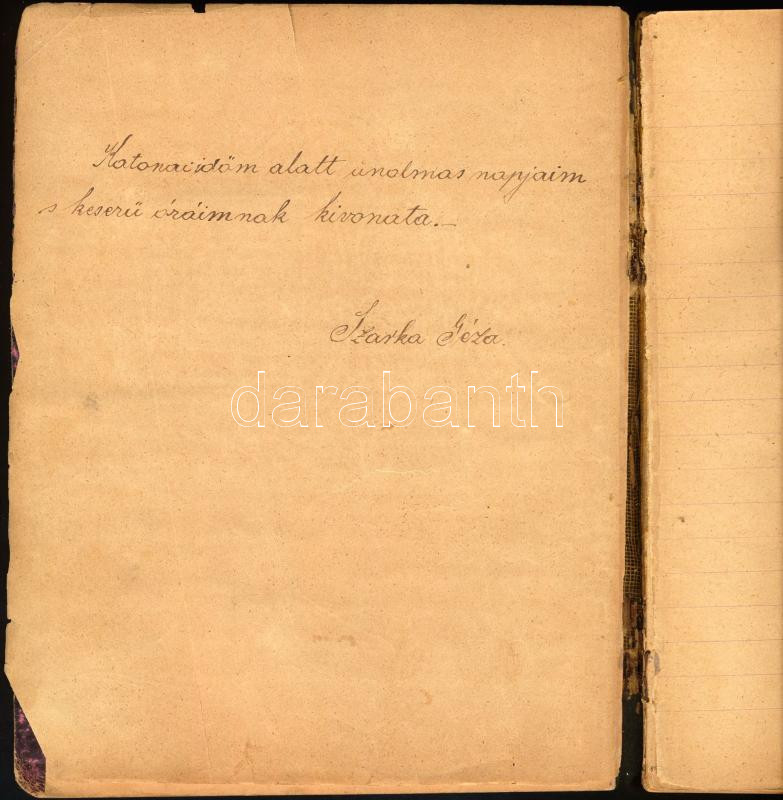 Katonaidőm alatt unalmas napjaim
s keserű óráimnak kivonata.—
Szarka Géza.
darabanth